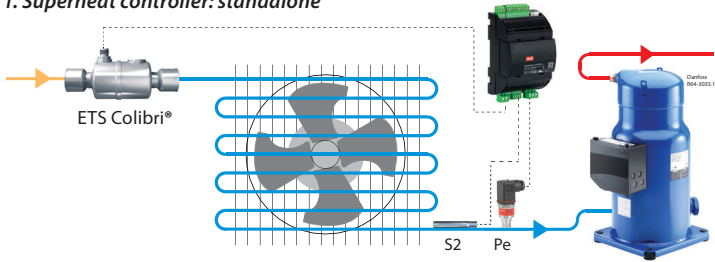 1. Superheat controller: standalone
Danfoss
R64-3033.1
ETS Colibri®
S2
Pe